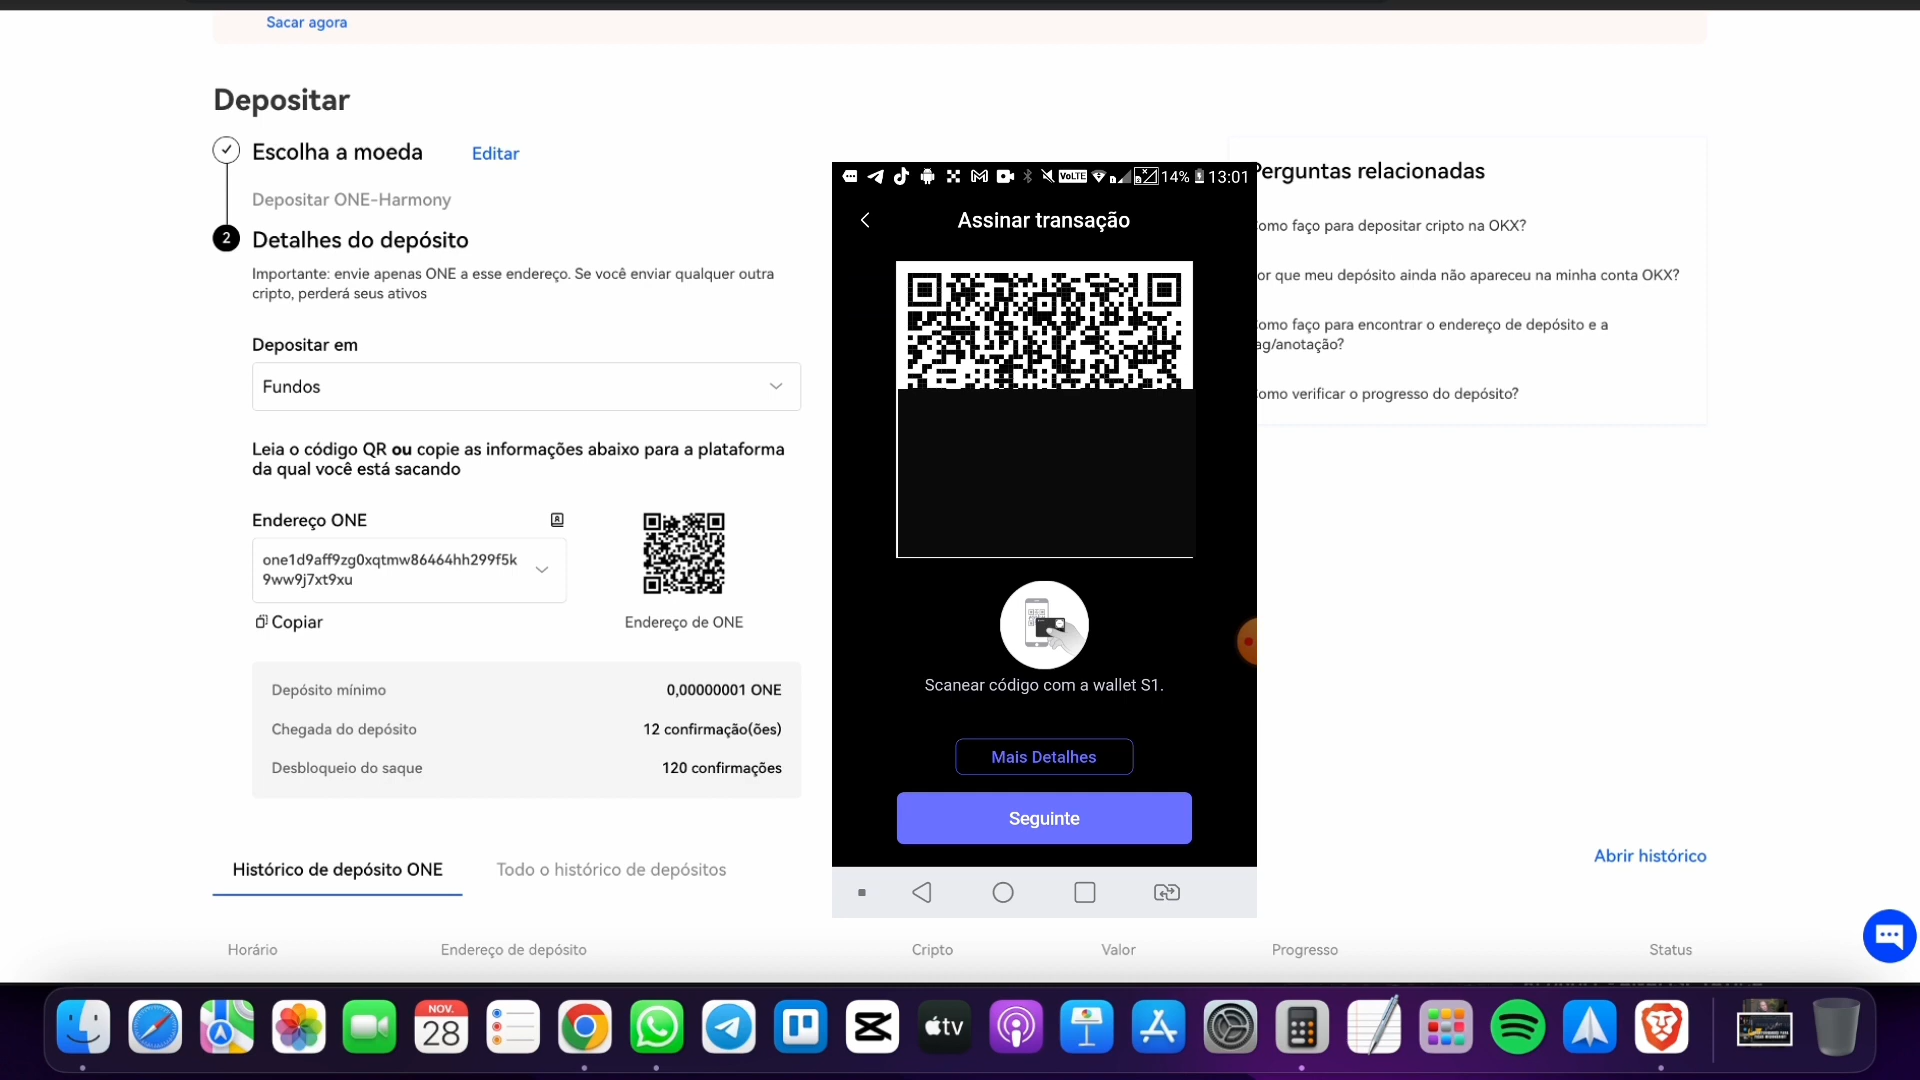 Sacar agora
Depositar
Escolha a moeda
Editar
Depositar ONE-Harmony
2
Detalhes do depósito
Importante: envie apenas ONE a esse endereço. Se você enviar qualquer outra
cripto, perderá seus ativos
Depositar em
Fundos
Leia o código QR ou copie as informações abaixo para a plataforma
da qual você está sacando
Endereço ONE
one1d9aff9zg0xqtmw86464hh299f5k
9ww9j7xt9xu
Copiar
Endereço de ONE
Depósito mínimo
0,00000001 ONE
Chegada do depósito
12 confirmação(ões)
Desbloqueio do saque
120 confirmações
Histórico de depósito ONE
Todo o histórico de depósitos
Abrir histórico
Horário
Endereço de depósito
Cripto
Valor
Progresso
Status
VoLTE
14%
13:01
Assinar transação
Scanear código com a wallet S1.
Mais Detalhes
Seguinte
Perguntas relacionadas
omo faço para depositar cripto na OKX?
or que meu depósito ainda não apareceu na minha conta OKX?
omo faço para encontrar o endereço de depósito e a
ag/anotação?
omo verificar o progresso do depósito?
NOV.
28
tv